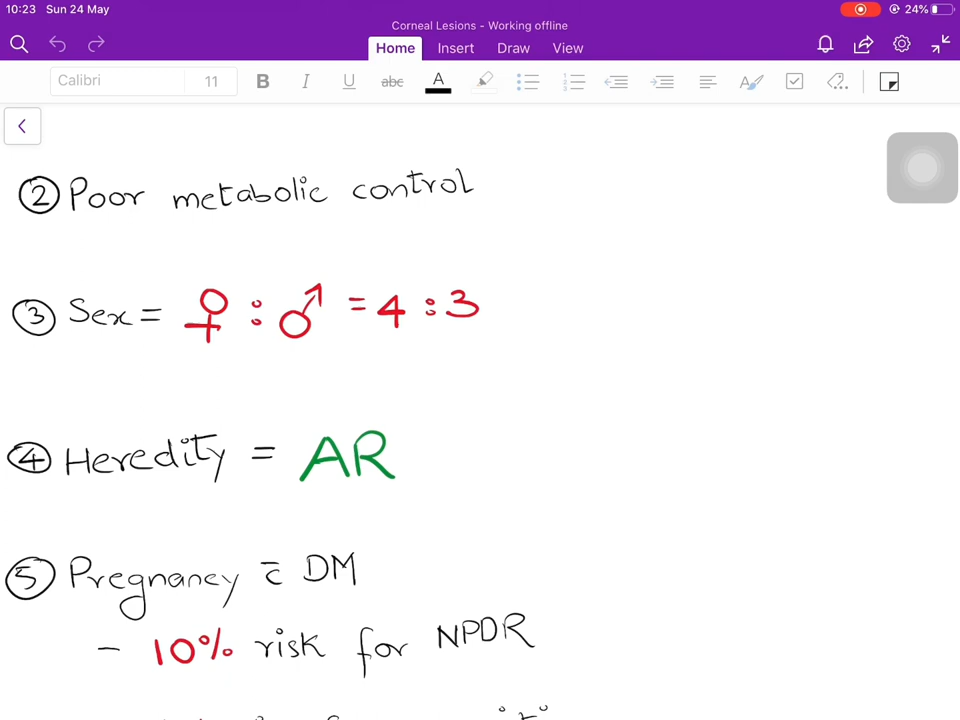 10:23 Sun 24 May
24%
Corneal Lesions - Working offline
Home Insert Draw View
Calibri 11 B I U abc A
② Poor metabolic control
③ Sex = ♀ : ♂ = 4 : 3
④ Heredity = AR
⑤ Pregnancy c̄ DM
- 10% risk for NPDR